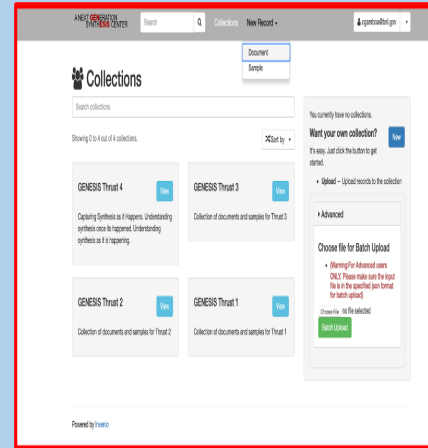 A NEXT GENERATION
SYNTHESIS CENTER
Search
Collections
New Record
cgamboa@bnl.gov
Document
Sample
Collections
Search collections
Showing 0 to 4 out of 4 collections.
Sort by
GENESIS Thrust 4
View
Capturing Synthesis as it Happens. Understanding
synthesis once its happened. Understanding
synthesis as it is happening.
GENESIS Thrust 3
View
Collection of documents and samples for Thrust 3
GENESIS Thrust 2
View
Collection of documents and samples for Thrust 2
GENESIS Thrust 1
View
Collection of documents and samples for Thrust 1
You currently have no collections.
Want your own collection?
New
It's easy. Just click the button to get
started.
• Upload — Upload records to the collection
Advanced
Choose file for Batch Upload
• (Warning:For Advanced users
ONLY. Please make sure the input
file is in the specified json format
for batch upload)
Choose File no file selected
Batch Upload
Powered by Invenio